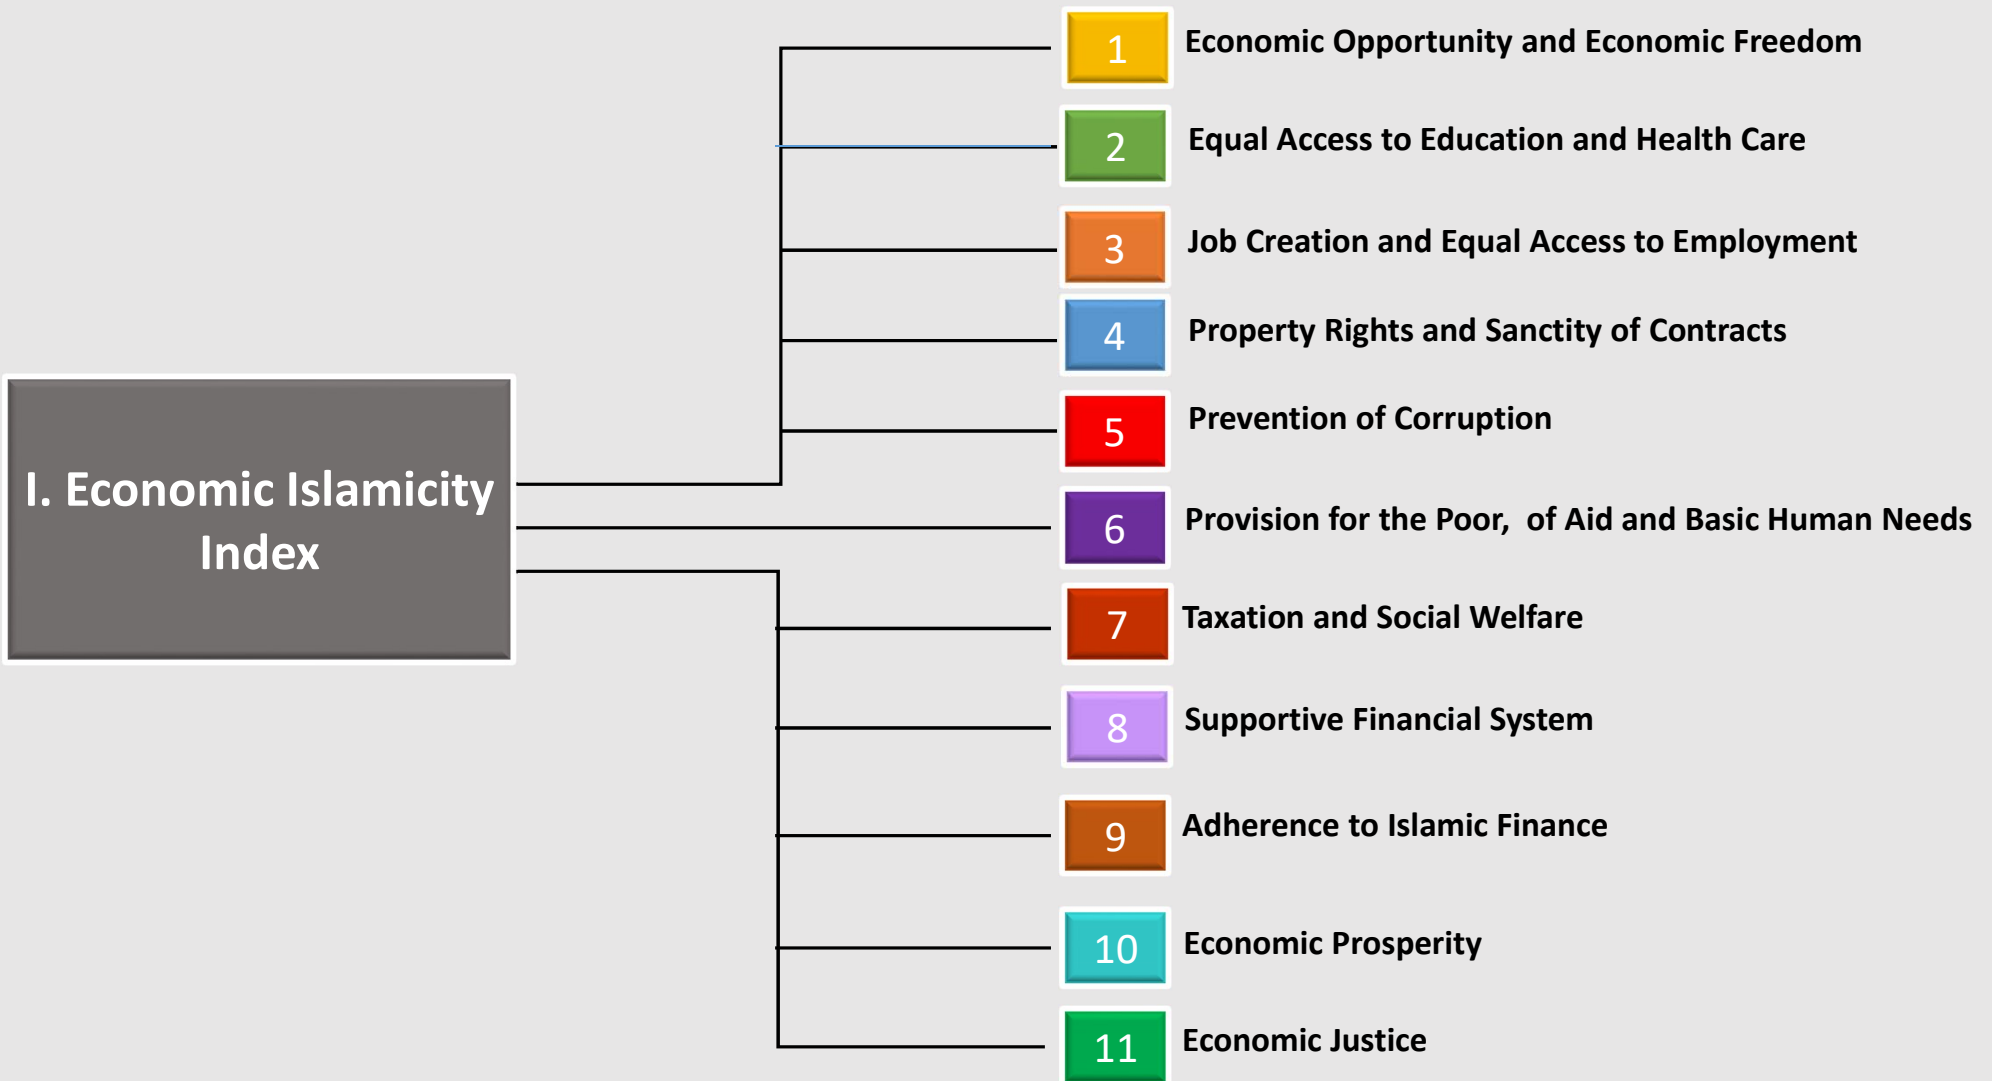 I. Economic Islamicity
Index
1 Economic Opportunity and Economic Freedom
2 Equal Access to Education and Health Care
3 Job Creation and Equal Access to Employment
4 Property Rights and Sanctity of Contracts
5 Prevention of Corruption
6 Provision for the Poor,  of Aid and Basic Human Needs
7 Taxation and Social Welfare
8 Supportive Financial System
9 Adherence to Islamic Finance
10 Economic Prosperity
11 Economic Justice